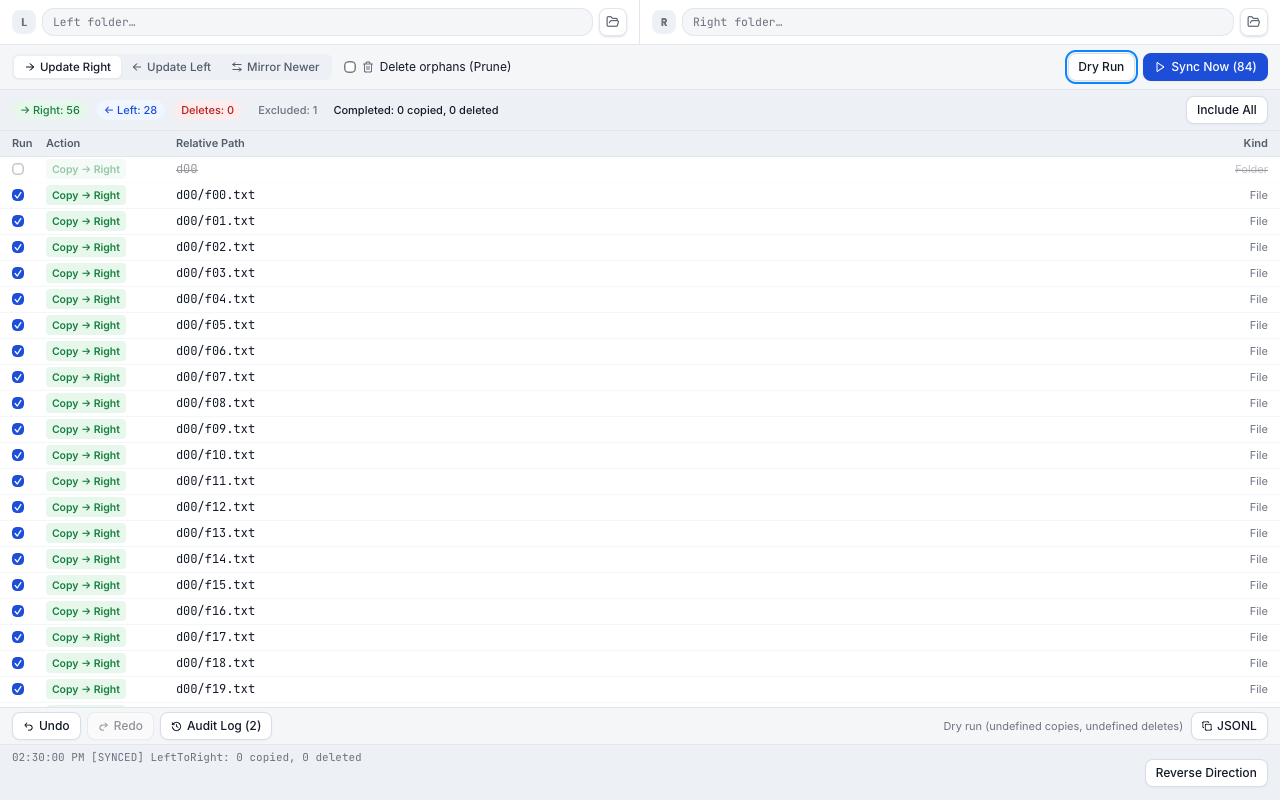 L Left folder… R Right folder…
→ Update Right ← Update Left ⇆ Mirror Newer Delete orphans (Prune) Dry Run Sync Now (84)
→ Right: 56 ← Left: 28 Deletes: 0 Excluded: 1 Completed: 0 copied, 0 deleted Include All
Run Action Relative Path Kind
Copy → Right d00 Folder
Copy → Right d00/f00.txt File
Copy → Right d00/f01.txt File
Copy → Right d00/f02.txt File
Copy → Right d00/f03.txt File
Copy → Right d00/f04.txt File
Copy → Right d00/f05.txt File
Copy → Right d00/f06.txt File
Copy → Right d00/f07.txt File
Copy → Right d00/f08.txt File
Copy → Right d00/f09.txt File
Copy → Right d00/f10.txt File
Copy → Right d00/f11.txt File
Copy → Right d00/f12.txt File
Copy → Right d00/f13.txt File
Copy → Right d00/f14.txt File
Copy → Right d00/f15.txt File
Copy → Right d00/f16.txt File
Copy → Right d00/f17.txt File
Copy → Right d00/f18.txt File
Copy → Right d00/f19.txt File
Undo Redo Audit Log (2) Dry run (undefined copies, undefined deletes) JSONL
02:30:00 PM [SYNCED] LeftToRight: 0 copied, 0 deleted
Reverse Direction